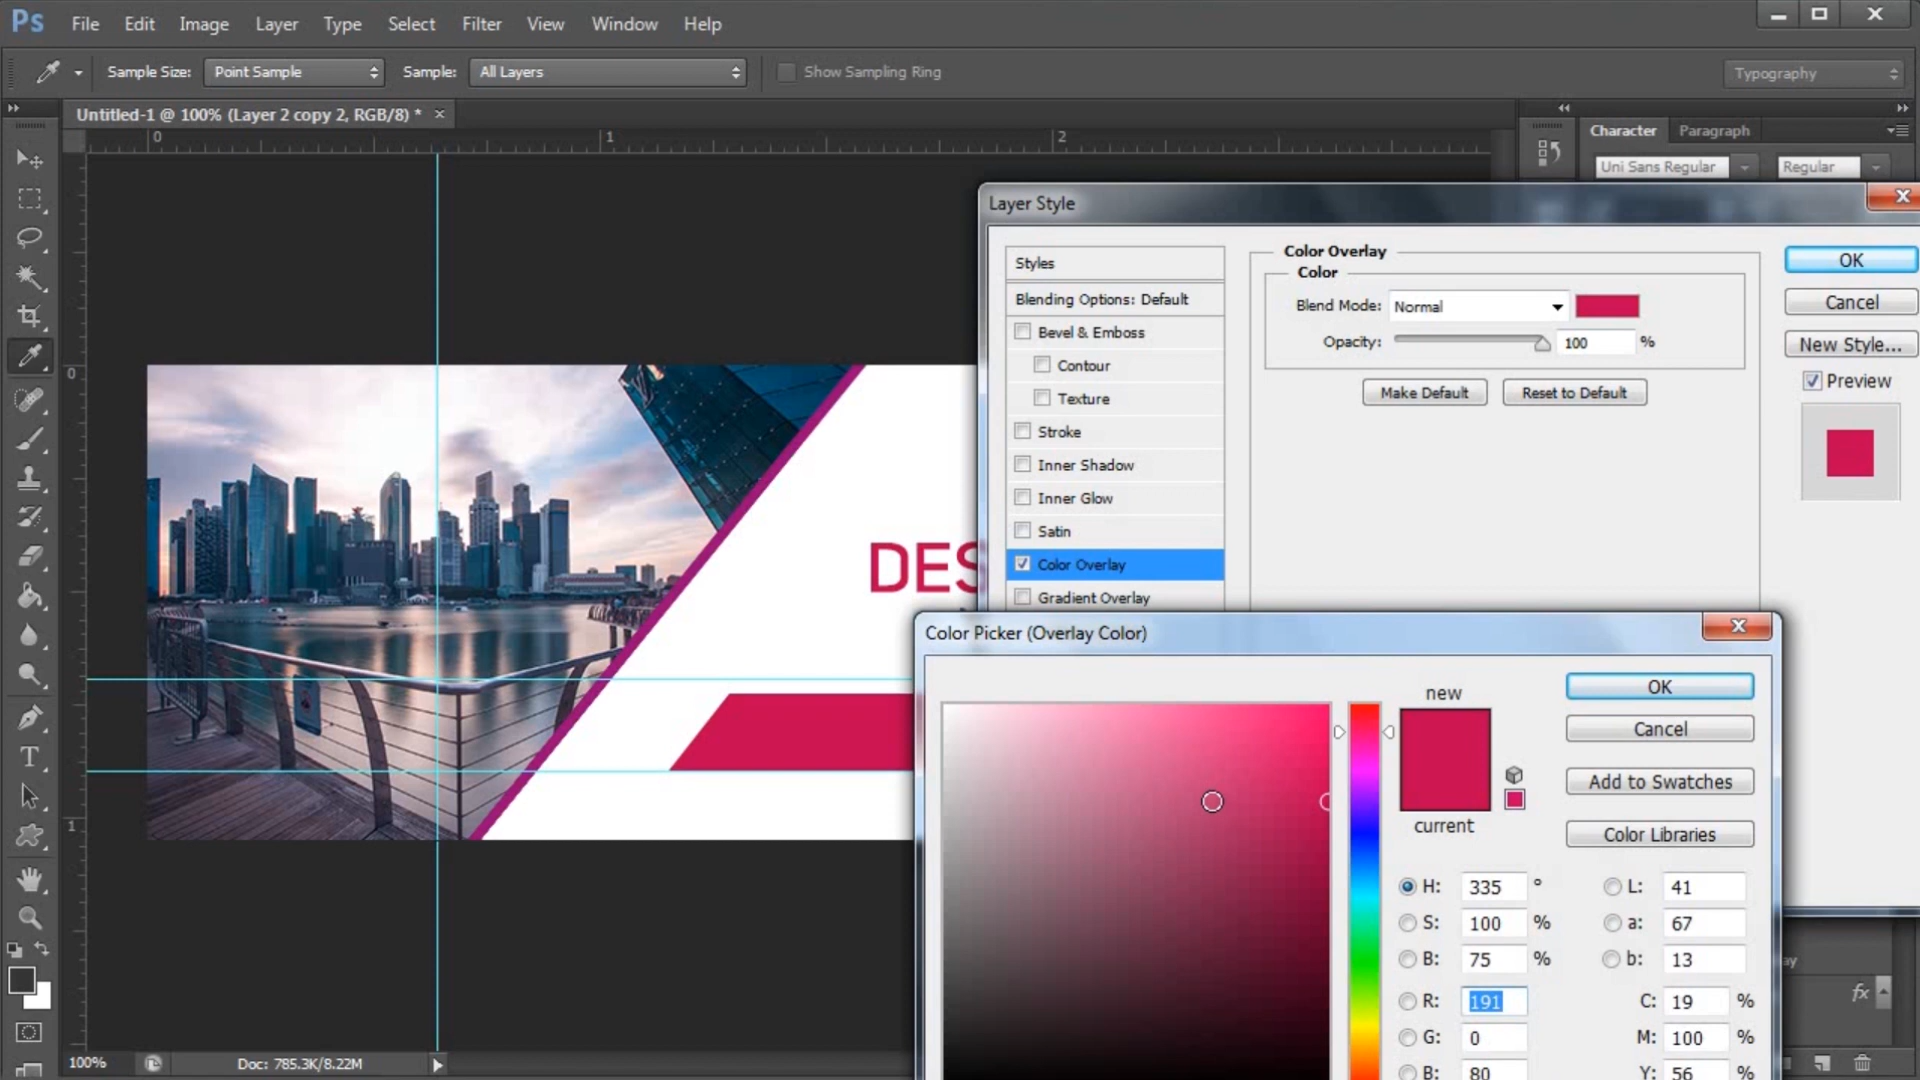 Ps File Edit Image Layer Type Select Filter View Window Help
Sample Size: Point Sample Sample: All Layers Show Sampling Ring Typography
Untitled-1 @ 100% (Layer 2 copy 2, RGB/8) * ×
0 1 2
Character Paragraph
Uni Sans Regular Regular
Layer Style
Styles
Blending Options: Default
Bevel & Emboss
Contour
Texture
Stroke
Inner Shadow
Inner Glow
Satin
Color Overlay
Gradient Overlay
Color Overlay
Color
Blend Mode: Normal
Opacity: 100 %
Make Default Reset to Default
OK
Cancel
New Style...
Preview
0
DES
1
Color Picker (Overlay Color)
new
current
OK
Cancel
Add to Swatches
Color Libraries
H: 335 ° L: 41
S: 100 % a: 67
B: 75 % b: 13
R: 191 C: 19 %
G: 0 M: 100 %
B: 80 Y: 56 %
fx
100% Doc: 785.3K/8.22M